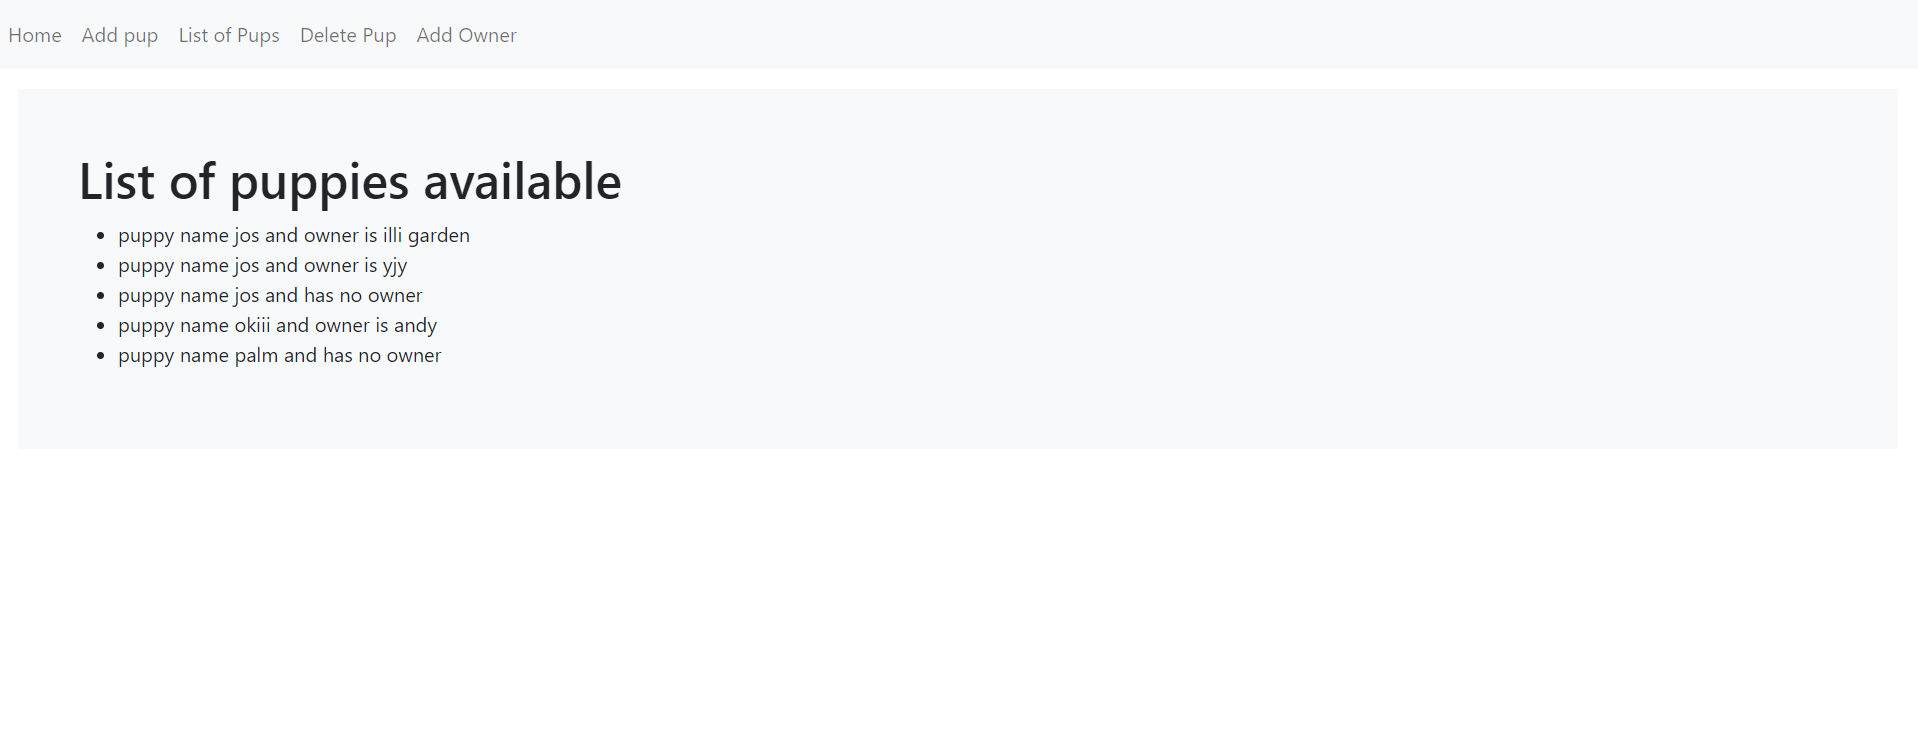 Home Add pup List of Pups Delete Pup Add Owner
List of puppies available
puppy name jos and owner is illi garden
puppy name jos and owner is yjy
puppy name jos and has no owner
puppy name okiii and owner is andy
puppy name palm and has no owner